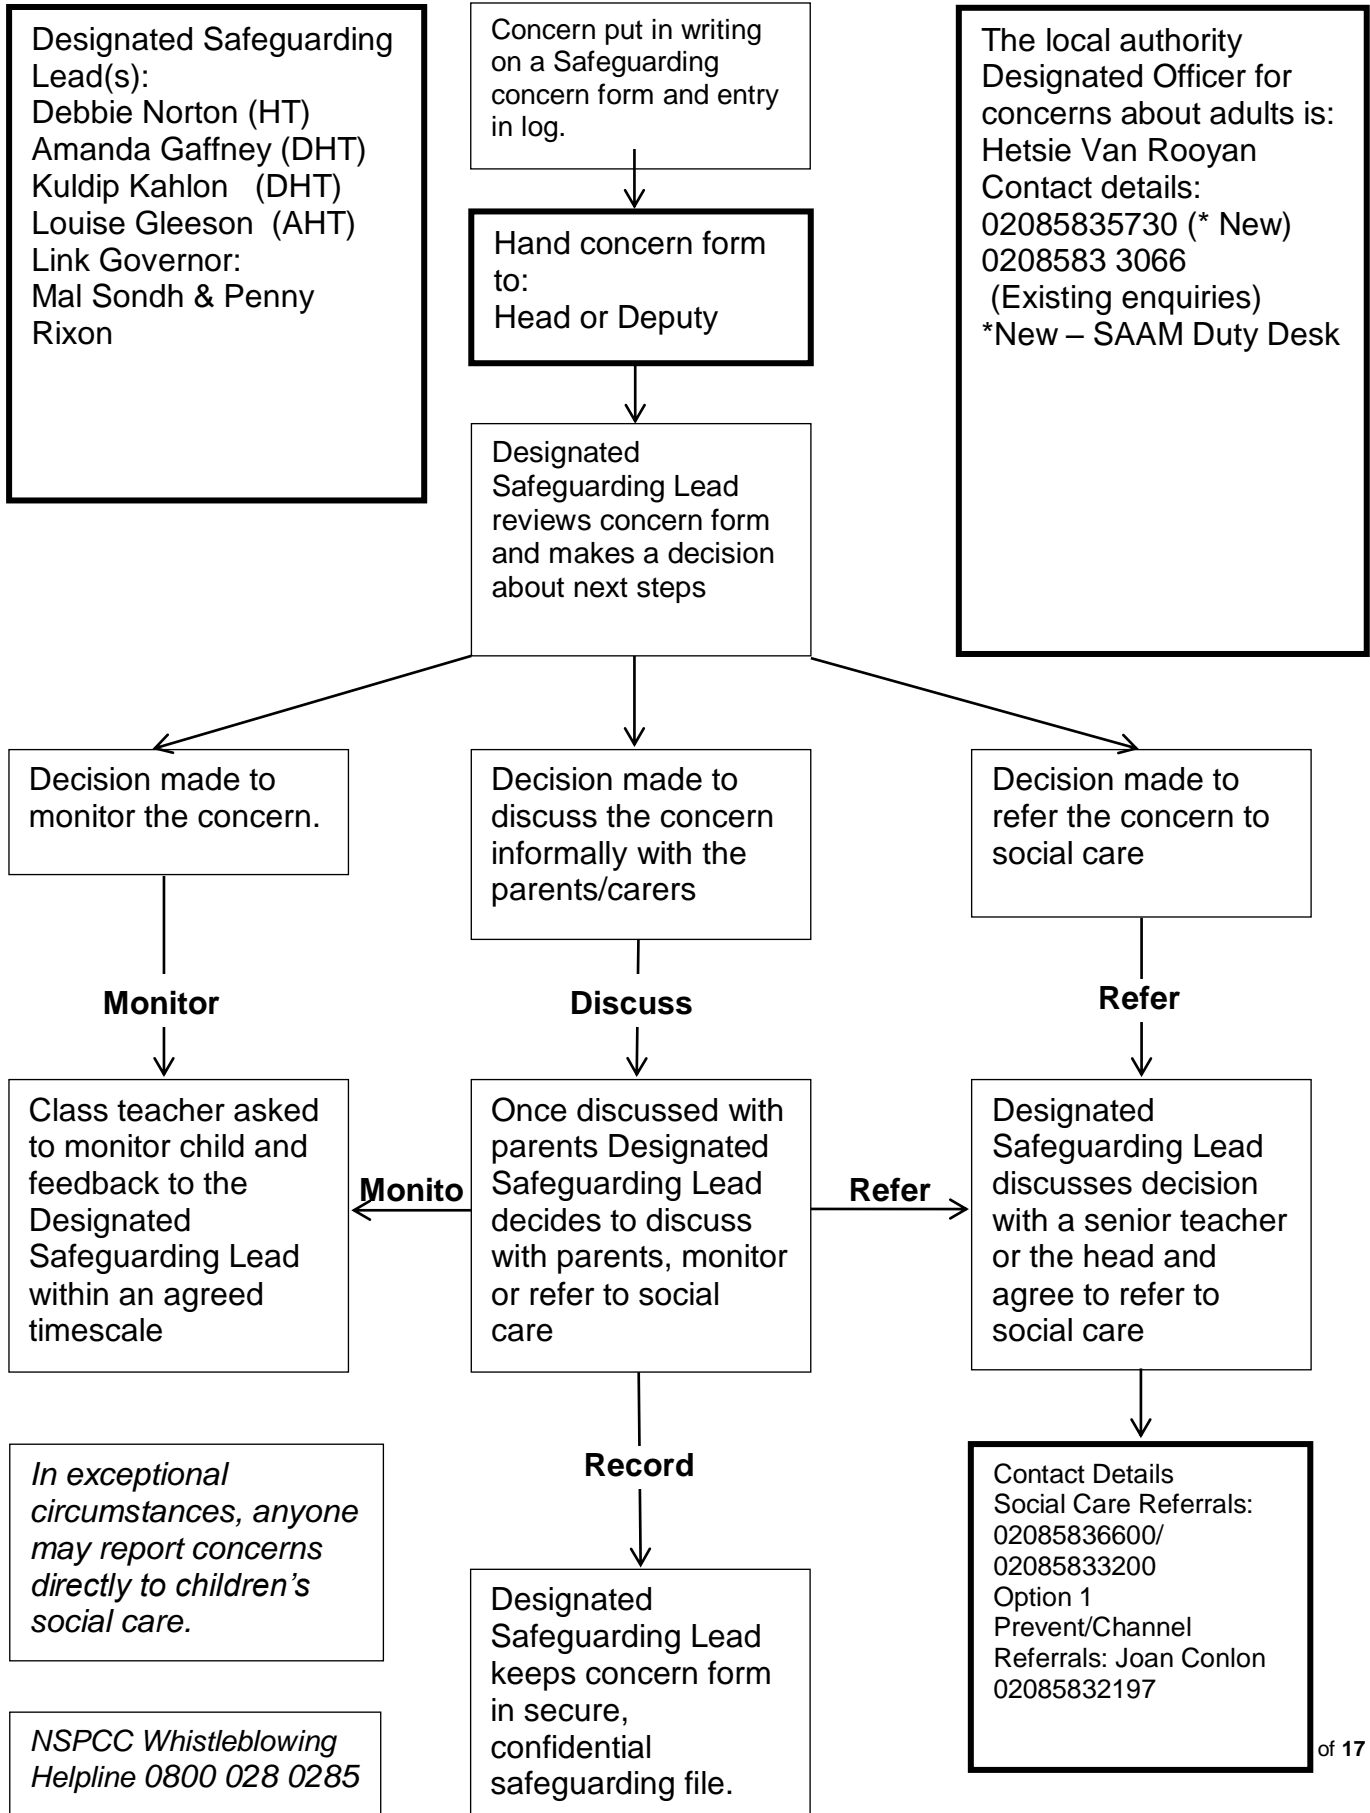 Designated Safeguarding
Lead(s):
Debbie Norton (HT)
Amanda Gaffney (DHT)
Kuldip Kahlon (DHT)
Louise Gleeson (AHT)
Link Governor:
Mal Sondh & Penny
Rixon
Concern put in writing
on a Safeguarding
concern form and entry
in log.
The local authority
Designated Officer for
concerns about adults is:
Hetsie Van Rooyan
Contact details:
02085835730 (* New)
0208583 3066
(Existing enquiries)
*New – SAAM Duty Desk
Hand concern form
to:
Head or Deputy
Designated
Safeguarding Lead
reviews concern form
and makes a decision
about next steps
Decision made to
monitor the concern.
Decision made to
discuss the concern
informally with the
parents/carers
Decision made to
refer the concern to
social care
Monitor
Discuss
Refer
Class teacher asked
to monitor child and
feedback to the
Designated
Safeguarding Lead
within an agreed
timescale
Monito
Once discussed with
parents Designated
Safeguarding Lead
decides to discuss
with parents, monitor
or refer to social
care
Refer
Designated
Safeguarding Lead
discusses decision
with a senior teacher
or the head and
agree to refer to
social care
In exceptional
circumstances, anyone
may report concerns
directly to children's
social care.
Record
Contact Details
Social Care Referrals:
02085836600/
02085833200
Option 1
Prevent/Channel
Referrals: Joan Conlon
02085832197
NSPCC Whistleblowing
Helpline 0800 028 0285
Designated
Safeguarding Lead
keeps concern form
in secure,
confidential
safeguarding file.
of 17